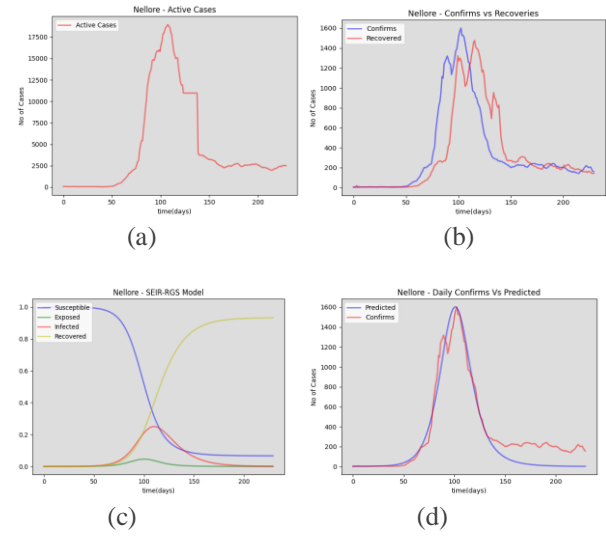 Nellore - Active Cases
Active Cases
No of Cases
17500
15000
12500
10000
7500
5000
2500
0
0 50 100 150 200
time(days)
(a)
Nellore - Confirms vs Recoveries
Confirms
Recovered
No of Cases
1600
1400
1200
1000
800
600
400
200
0
0 50 100 150 200
time(days)
(b)
Nellore - SEIR-RGS Model
Susceptible
Exposed
Infected
Recovered
1.0
0.8
0.6
0.4
0.2
0.0
0 50 100 150 200
time(days)
(c)
Nellore - Daily Confirms Vs Predicted
Predicted
Confirms
No of Cases
1600
1400
1200
1000
800
600
400
200
0
0 50 100 150 200
time(days)
(d)